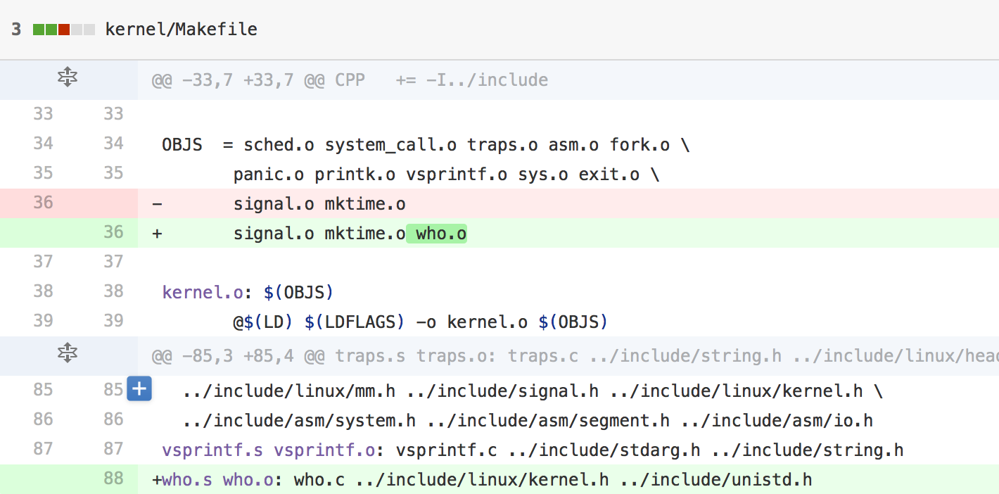 3 kernel/Makefile
@@ -33,7 +33,7 @@ CPP   += -I../include
33 33
34 34 OBJS  = sched.o system_call.o traps.o asm.o fork.o \
35 35        panic.o printk.o vsprintf.o sys.o exit.o \
36 -       signal.o mktime.o
36 +       signal.o mktime.o who.o
37 37
38 38 kernel.o: $(OBJS)
39 39        @$(LD) $(LDFLAGS) -o kernel.o $(OBJS)
@@ -85,3 +85,4 @@ traps.s traps.o: traps.c ../include/string.h ../include/linux/head
85 85 +   ../include/linux/mm.h ../include/signal.h ../include/linux/kernel.h \
86 86   ../include/asm/system.h ../include/asm/segment.h ../include/asm/io.h
87 87 vsprintf.s vsprintf.o: vsprintf.c ../include/stdarg.h ../include/string.h
88 +who.s who.o: who.c ../include/linux/kernel.h ../include/unistd.h